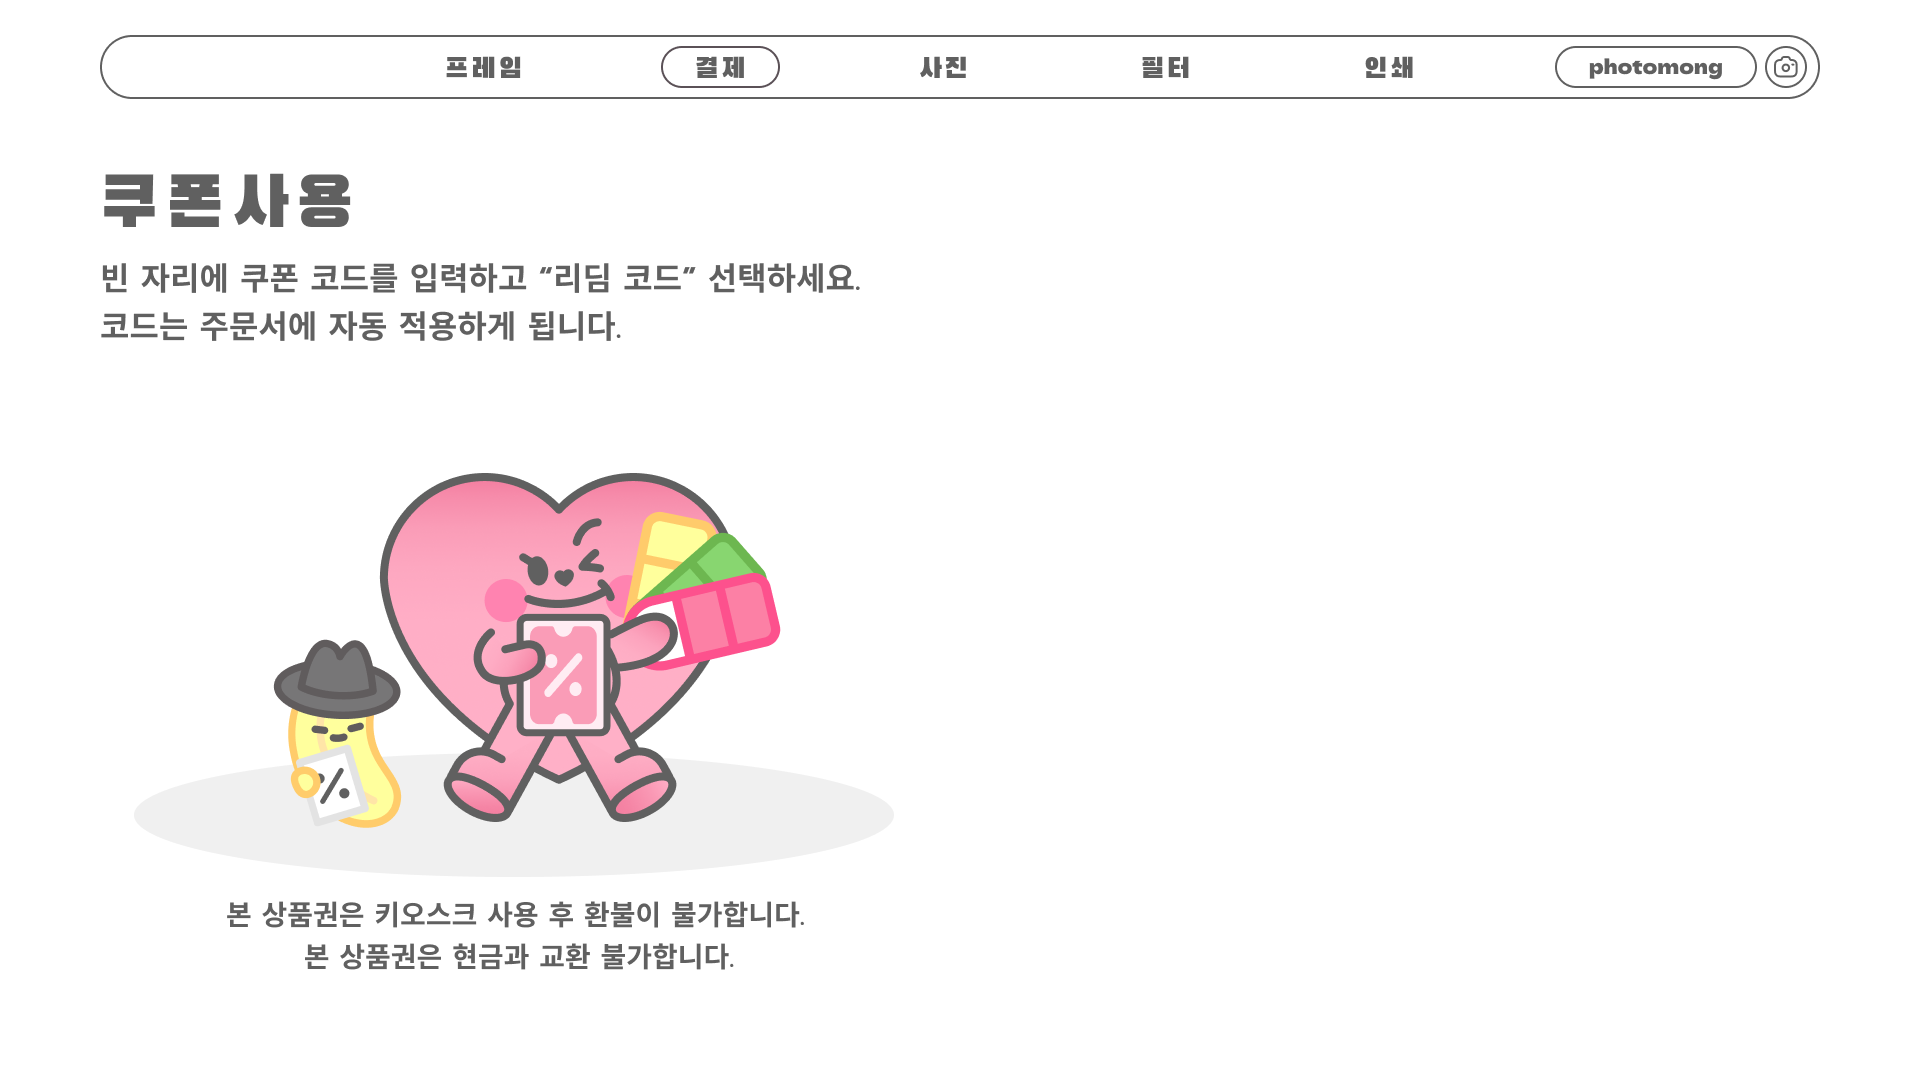 프레임 결제 사진 필터 인쇄 photomong
쿠폰사용
빈 자리에 쿠폰 코드를 입력하고 “리딤 코드” 선택하세요.
코드는 주문서에 자동 적용하게 됩니다.
%
%
본 상품권은 키오스크 사용 후 환불이 불가합니다.
본 상품권은 현금과 교환 불가합니다.